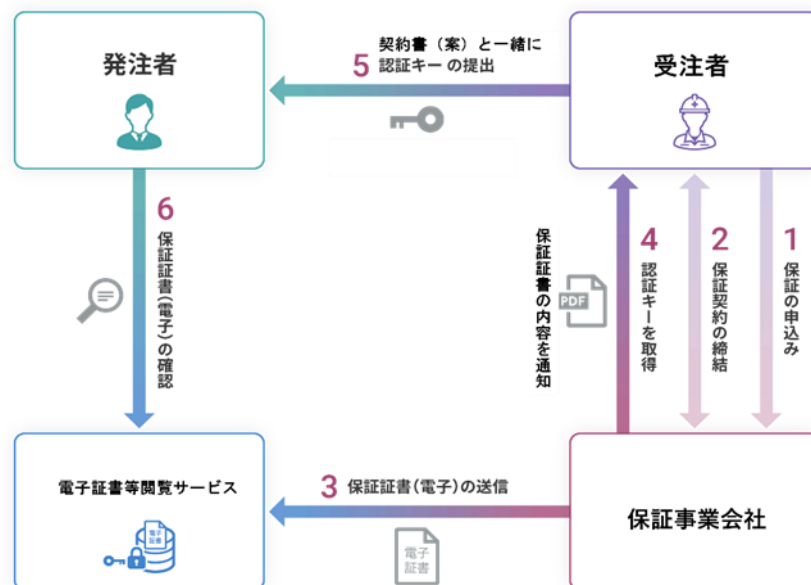 発注者
契約書（案）と一緒に
5 認証キーの提出
受注者
6 保証証書(電子)の確認
保証証書の内容を通知
PDF
4 認証キーを取得
2 保証契約の締結
1 保証の申込み
電子証書等閲覧サービス
電子
証書
3 保証証書(電子)の送信
電子
証書
保証事業会社